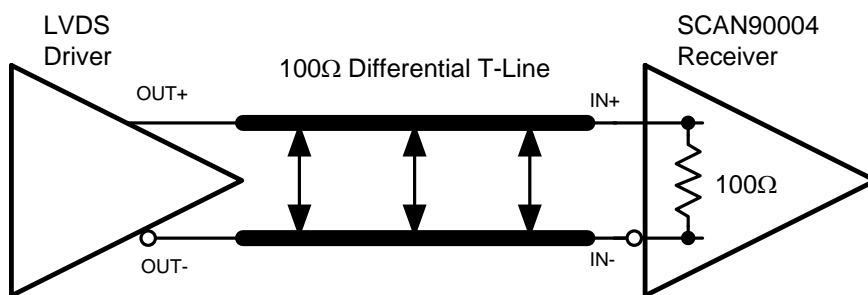 LVDS
Driver
SCAN90004
Receiver
100Ω Differential T-Line
OUT+
IN+
100Ω
OUT-
IN-